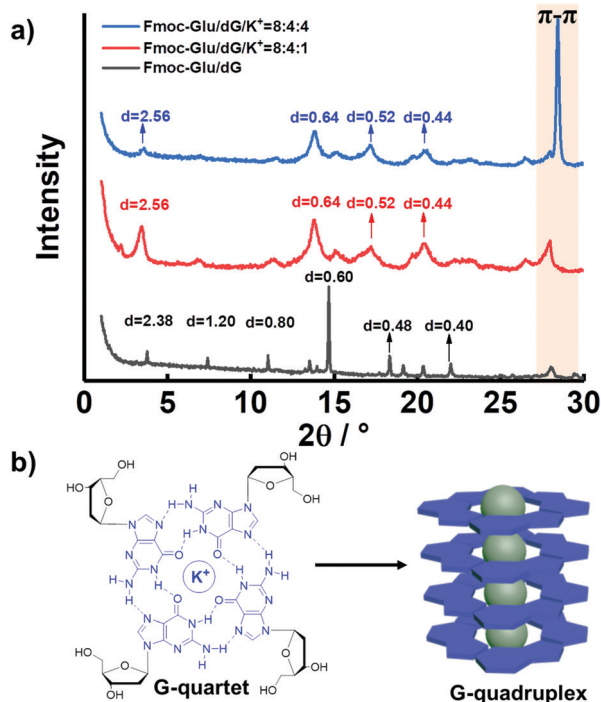 a)
π-π
Fmoc-Glu/dG/K⁺=8:4:4
Fmoc-Glu/dG/K⁺=8:4:1
Fmoc-Glu/dG
d=2.56 d=0.64 d=0.52 d=0.44
d=2.56 d=0.64 d=0.52 d=0.44
d=0.60
d=2.38 d=1.20 d=0.80 d=0.48 d=0.40
Intensity
0 5 10 15 20 25 30
2θ / °
b)
HO OH HO OH
O O
N N H H N N N
H N N H N N N
O O
N N H K⁺ H N N H
H N H O O N N
N N N H H N N
N N N H
HO O O OH
HO OH
G-quartet
G-quadruplex